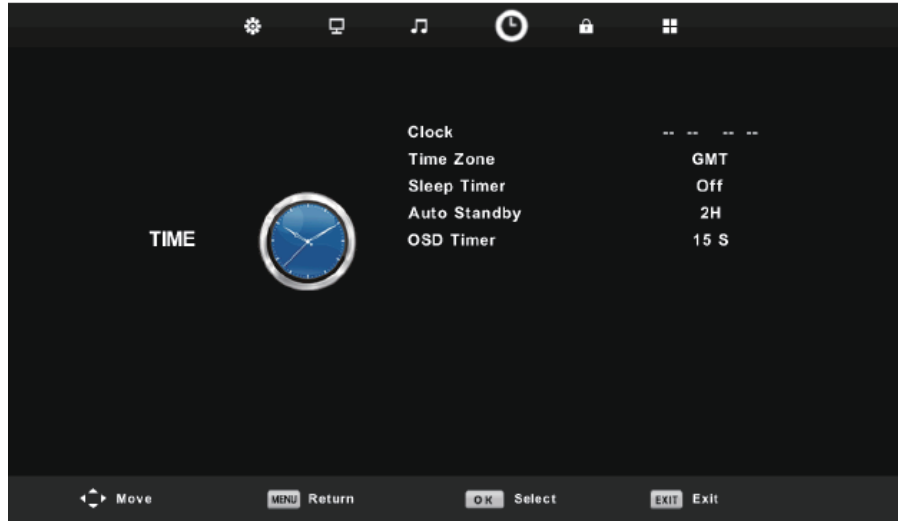 Clock -- -- -- --
Time Zone GMT
Sleep Timer Off
Auto Standby 2H
TIME
OSD Timer 15 S
Move MENU Return OK Select EXIT Exit